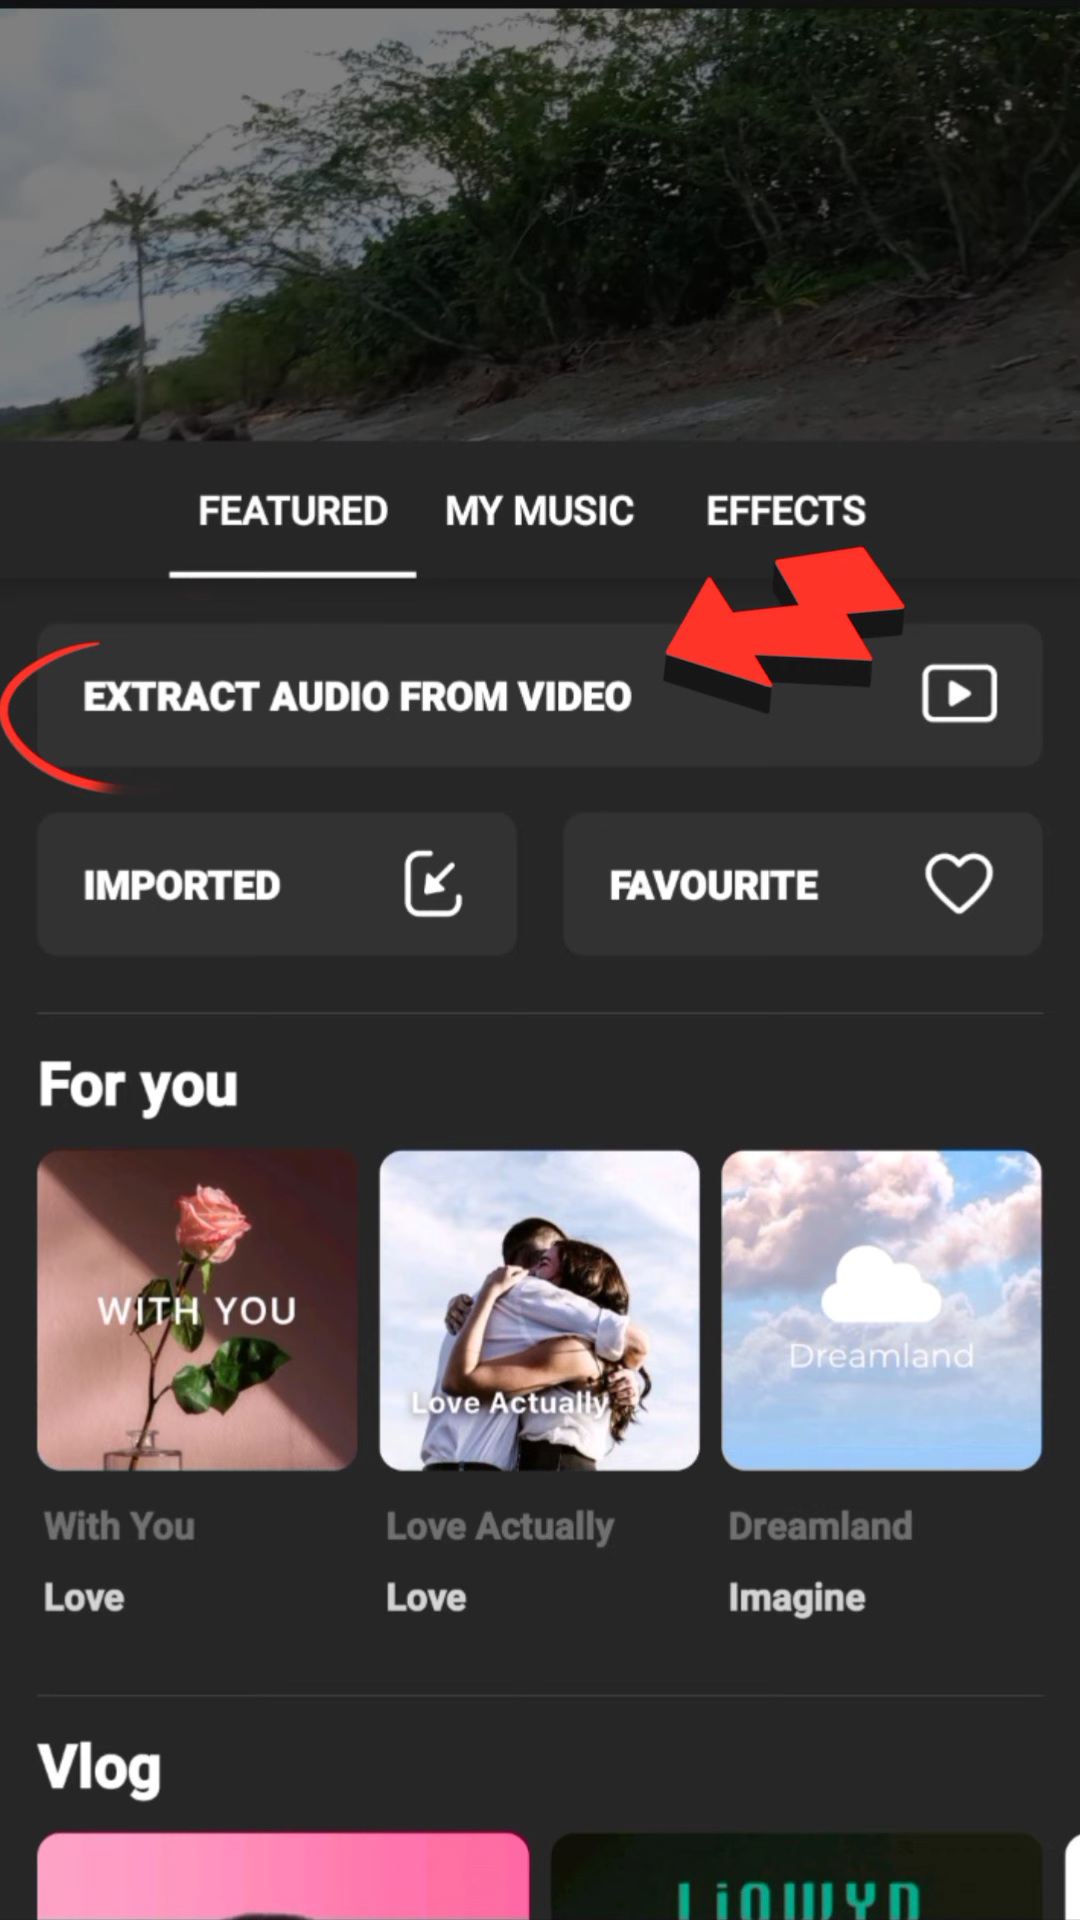 FEATURED MY MUSIC EFFECTS
EXTRACT AUDIO FROM VIDEO
IMPORTED FAVOURITE
For you
WITH YOU
Love Actually
Dreamland
With You Love Actually Dreamland
Love Love Imagine
Vlog
LiQWYD